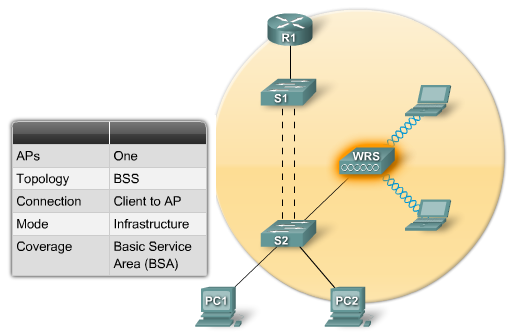 R1
S1
WRS
APs One
Topology BSS
Connection Client to AP
Mode Infrastructure
Coverage Basic Service
Area (BSA)
S2
PC1 PC2